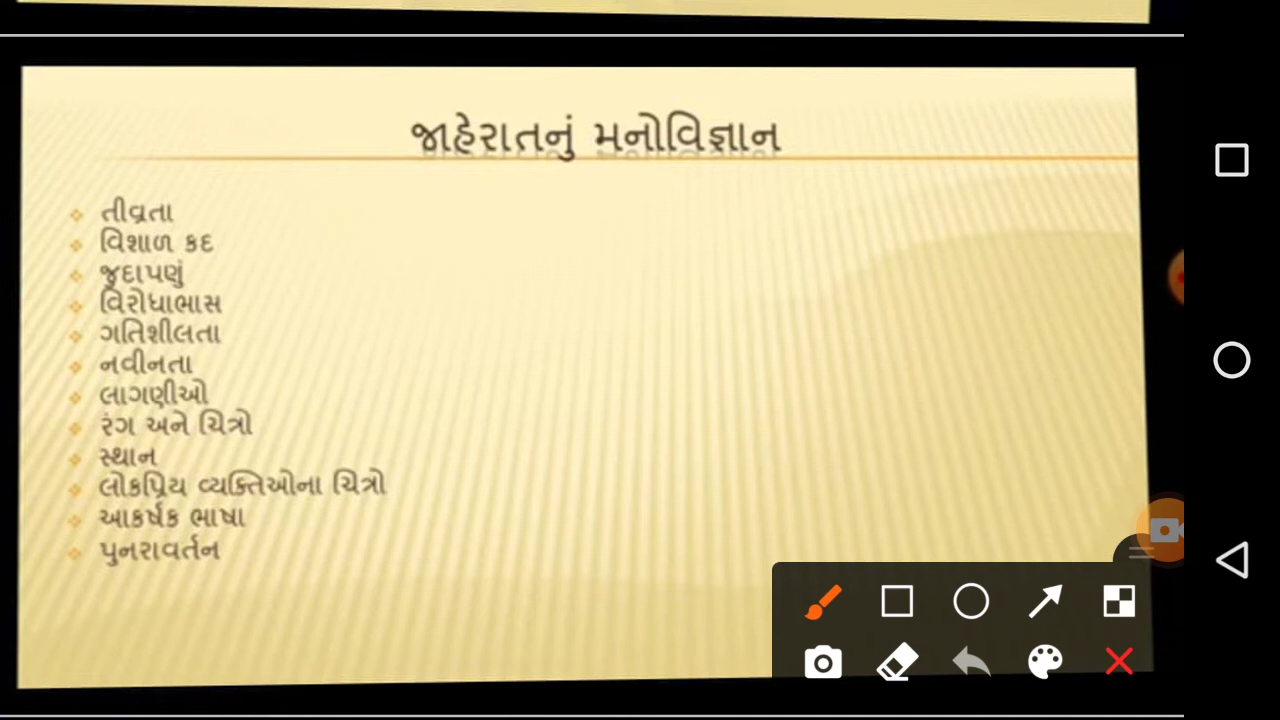 જાહેરાતનું મનોવિજ્ઞાન
તીવ્રતા
વિશાળ કદ
જુદાપણું
વિરોધાભાસ
ગતિશીલતા
નવીનતા
લાગણીઓ
રંગ અને ચિત્રો
સ્થાન
લોકપ્રિય વ્યક્તિઓના ચિત્રો
આકર્ષક ભાષા
પુનરાવર્તન